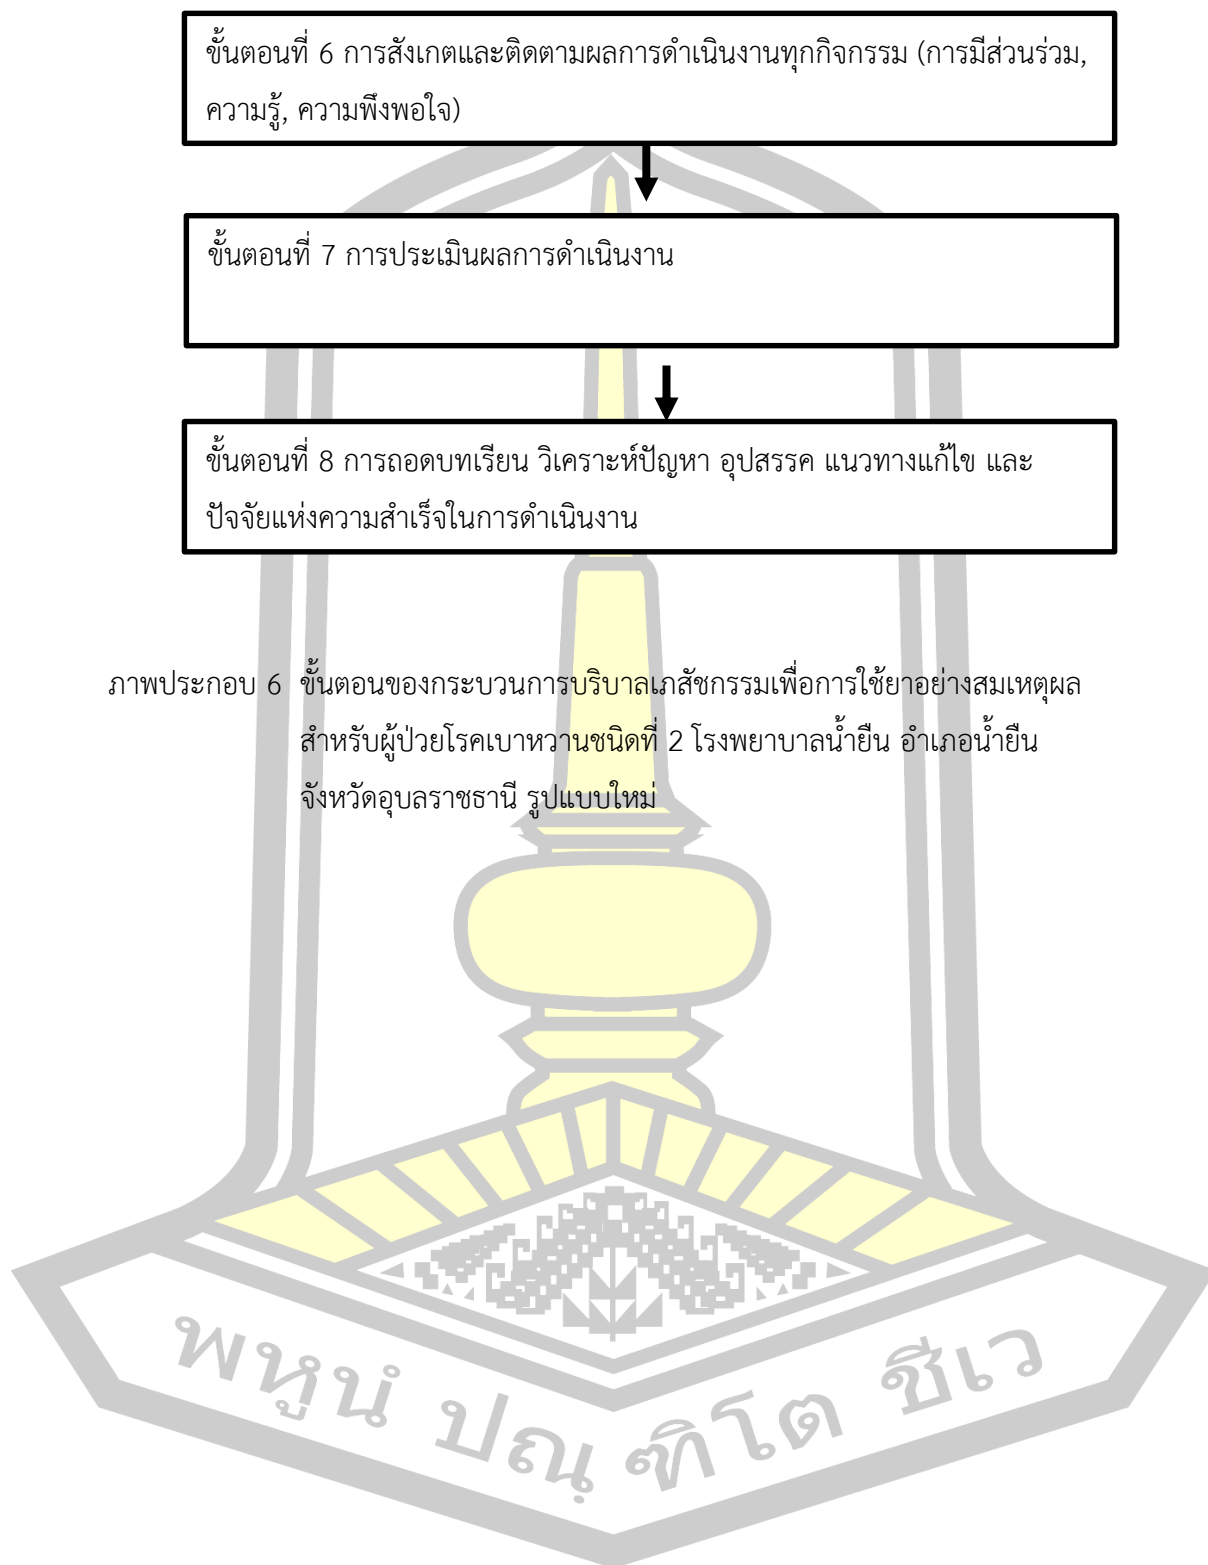 ขั้นตอนที่ 6 การสังเกตและติดตามผลการดำเนินงานทุกกิจกรรม (การมีส่วนร่วม,
ความรู้, ความพึงพอใจ)
ขั้นตอนที่ 7 การประเมินผลการดำเนินงาน
ขั้นตอนที่ 8 การถอดบทเรียน วิเคราะห์ปัญหา อุปสรรค แนวทางแก้ไข และ
ปัจจัยแห่งความสำเร็จในการดำเนินงาน
ภาพประกอบ 6 ขั้นตอนของกระบวนการบริบาลเภสัชกรรมเพื่อการใช้ยาอย่างสมเหตุผล
สำหรับผู้ป่วยโรคเบาหวานชนิดที่ 2 โรงพยาบาลน้ำยืน อำเภอน้ำยืน
จังหวัดอุบลราชธานี รูปแบบใหม่
พหูนํ ปณฺ ฑิโต ชีเว